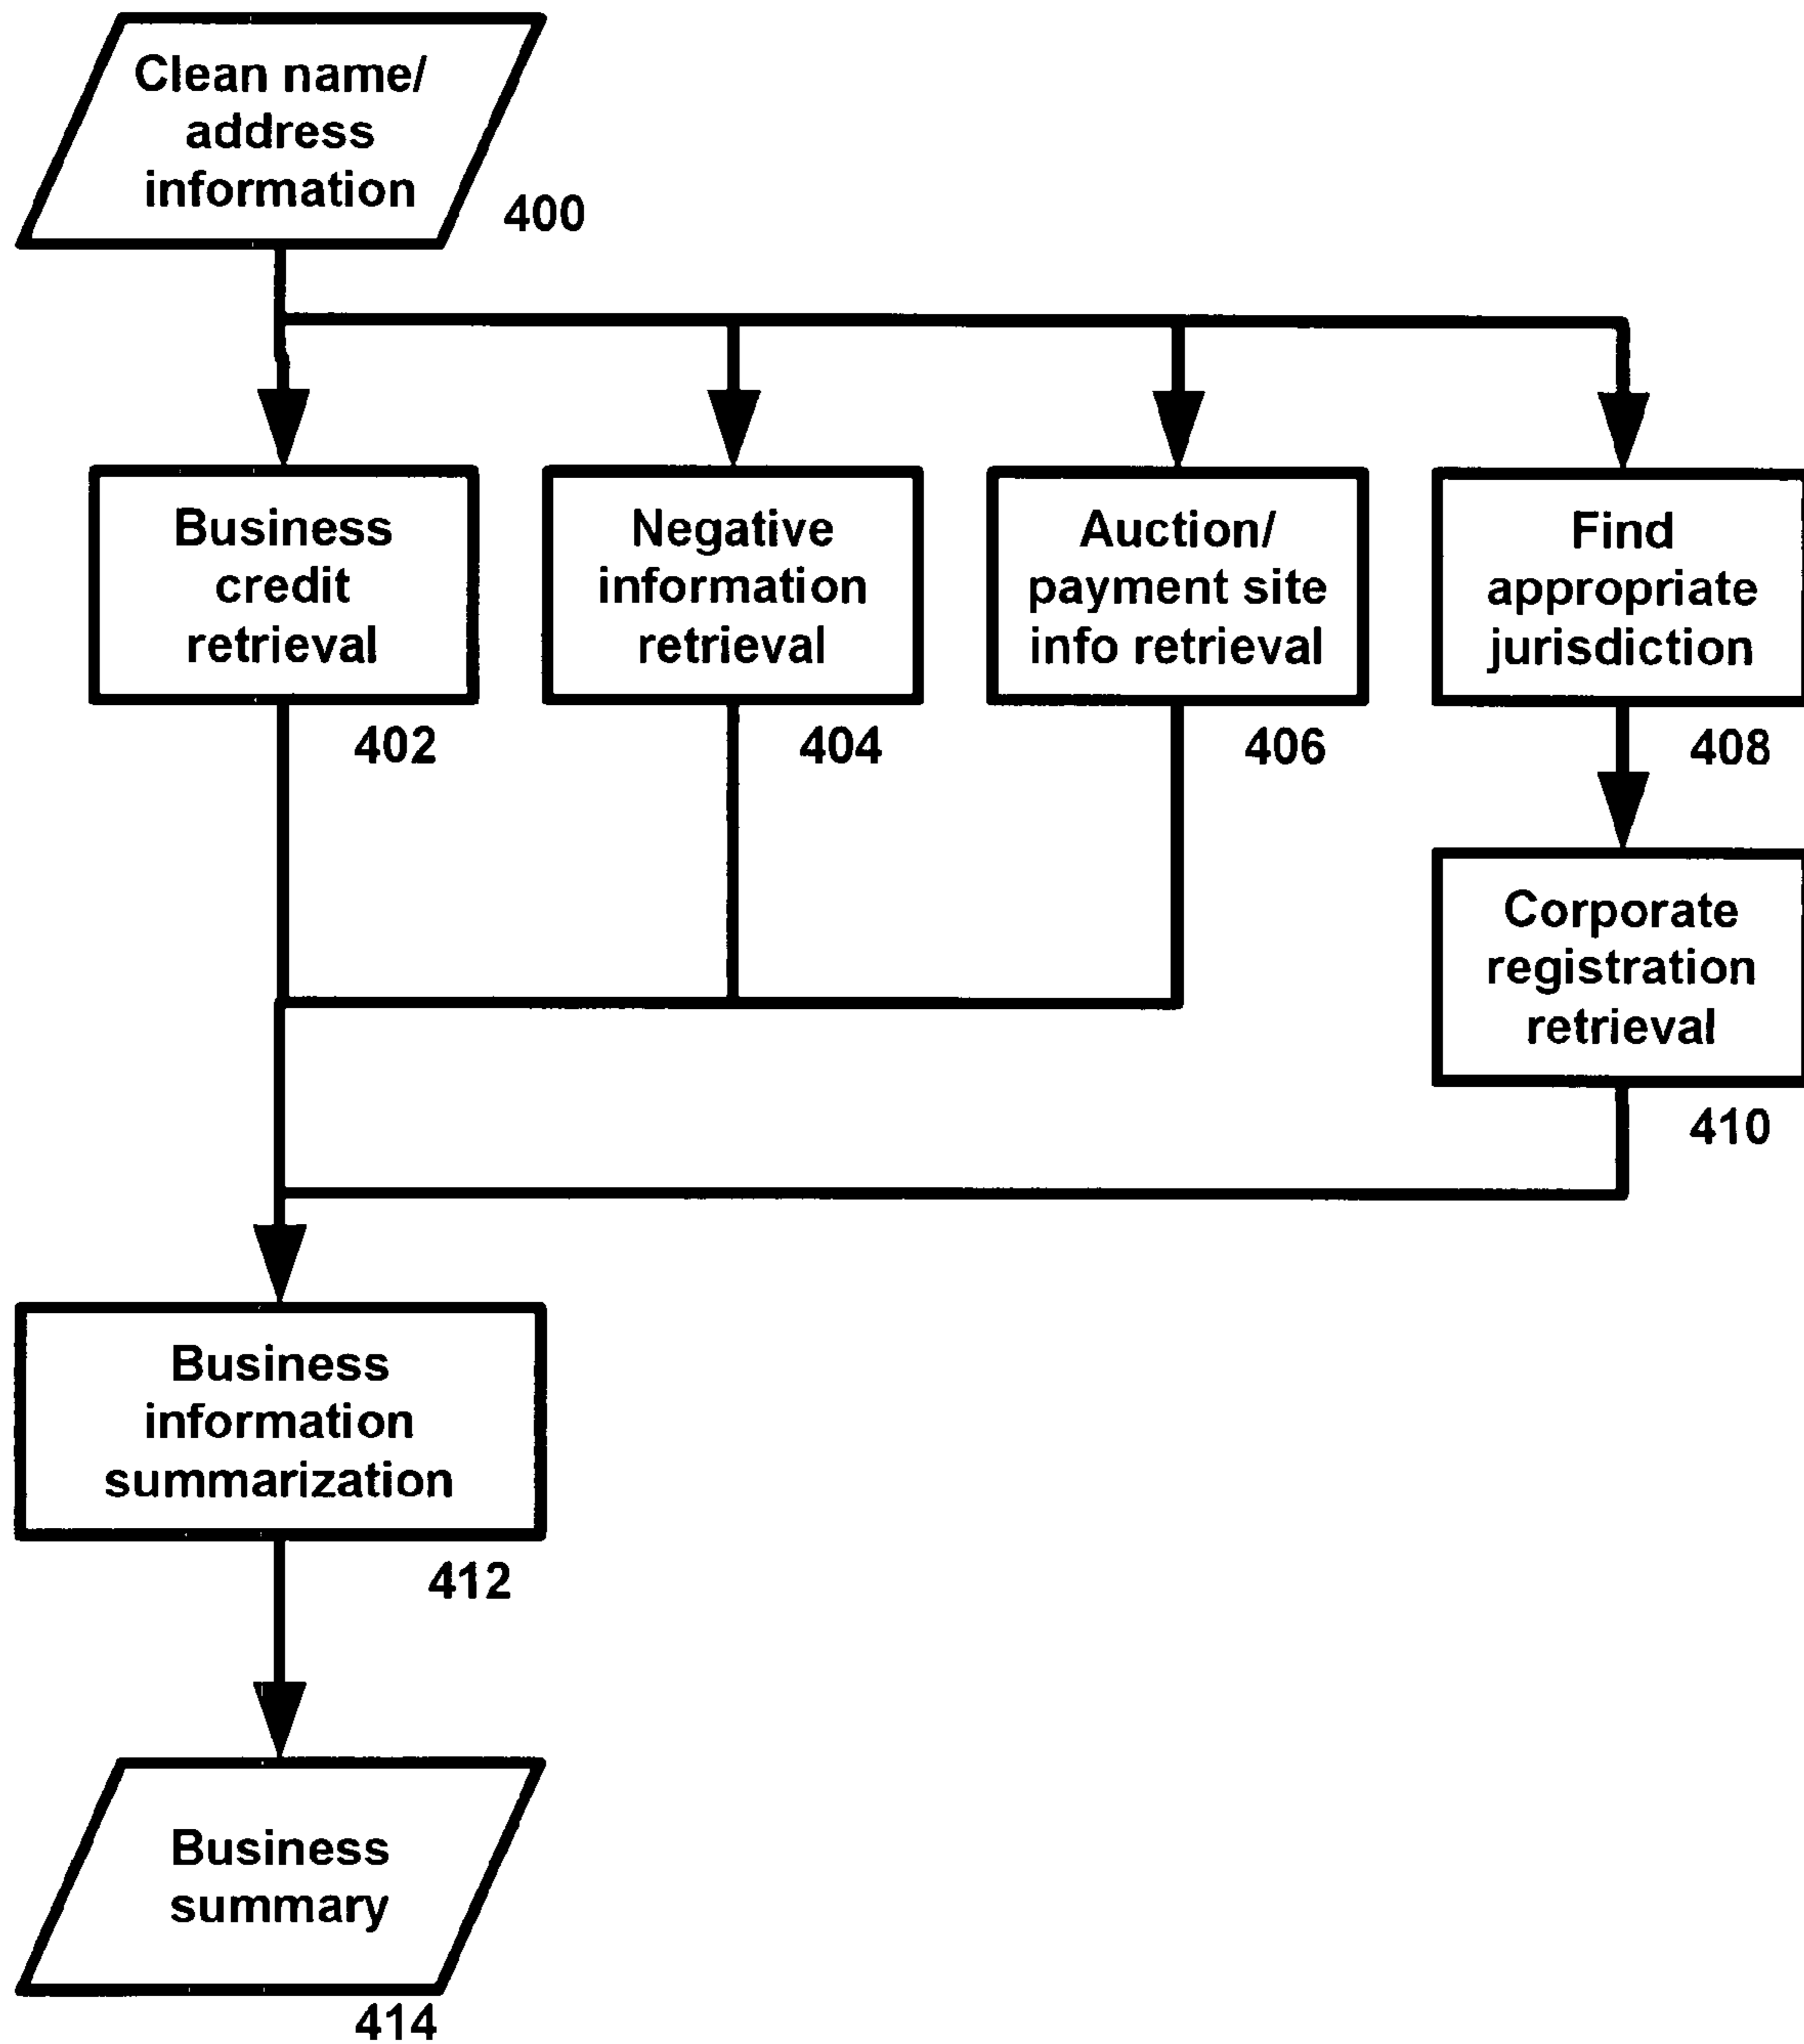 Clean name/
address
information
400
Business
credit
retrieval
402
Negative
information
retrieval
404
Auction/
payment site
info retrieval
406
Find
appropriate
jurisdiction
408
Corporate
registration
retrieval
410
Business
information
summarization
412
Business
summary
414